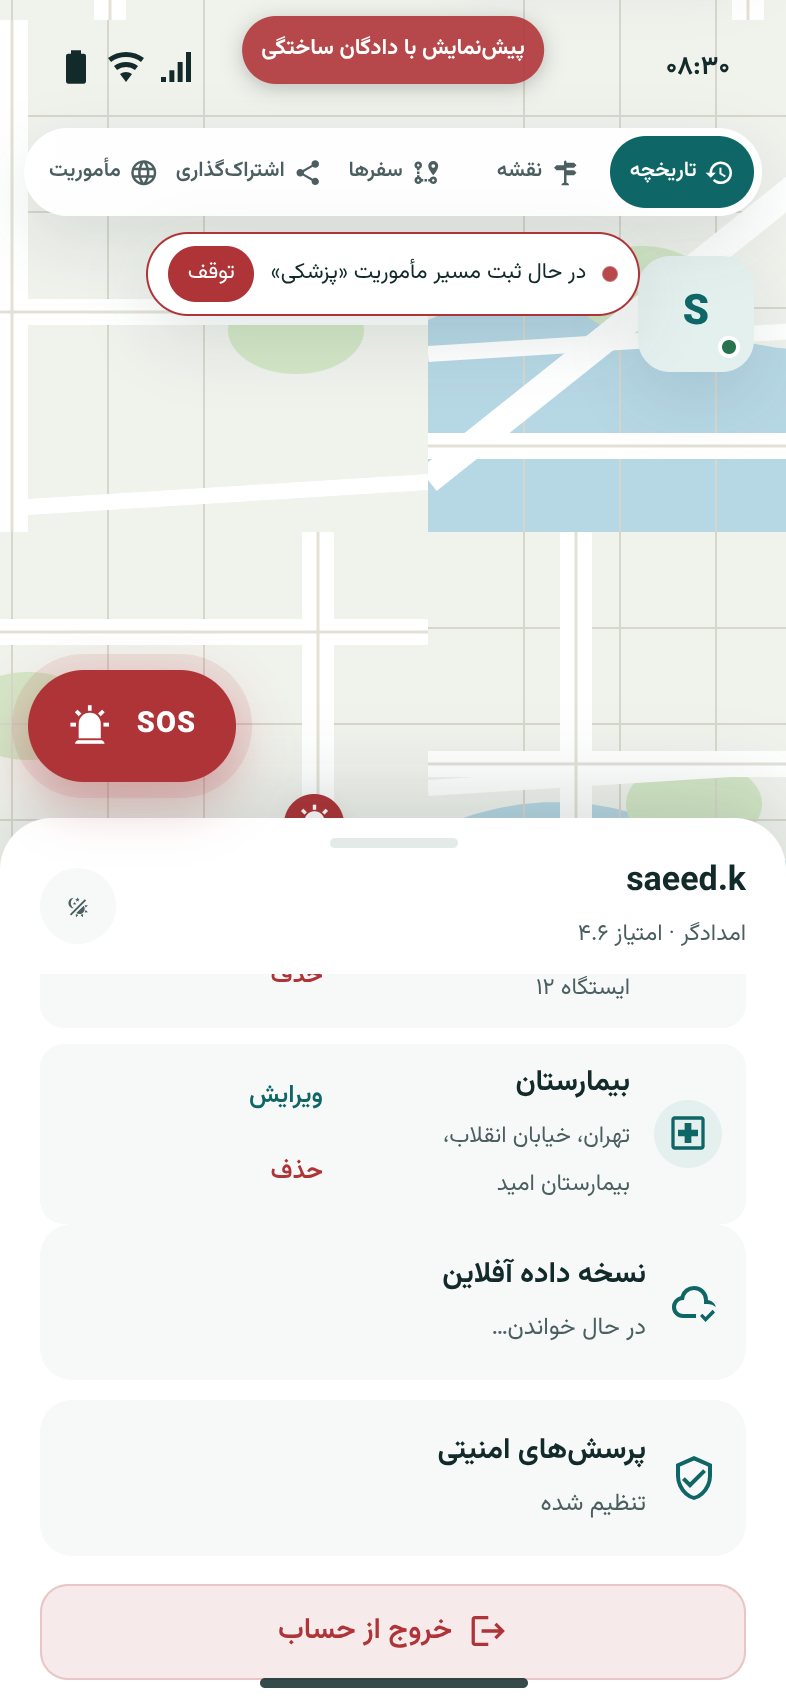 پیش‌نمایش با دادگان ساختگی
۰۸:۳۰
تاریخچه
نقشه
سفرها
اشتراک‌گذاری
مأموریت
در حال ثبت مسیر مأموریت «پزشکی»
توقف
S
SOS
saeed.k
امدادگر · امتیاز ۴.۶
ایستگاه ۱۲
حذف
بیمارستان
تهران، خیابان انقلاب،
بیمارستان امید
ویرایش
حذف
نسخه داده آفلاین
در حال خواندن…
پرسش‌های امنیتی
تنظیم شده
خروج از حساب